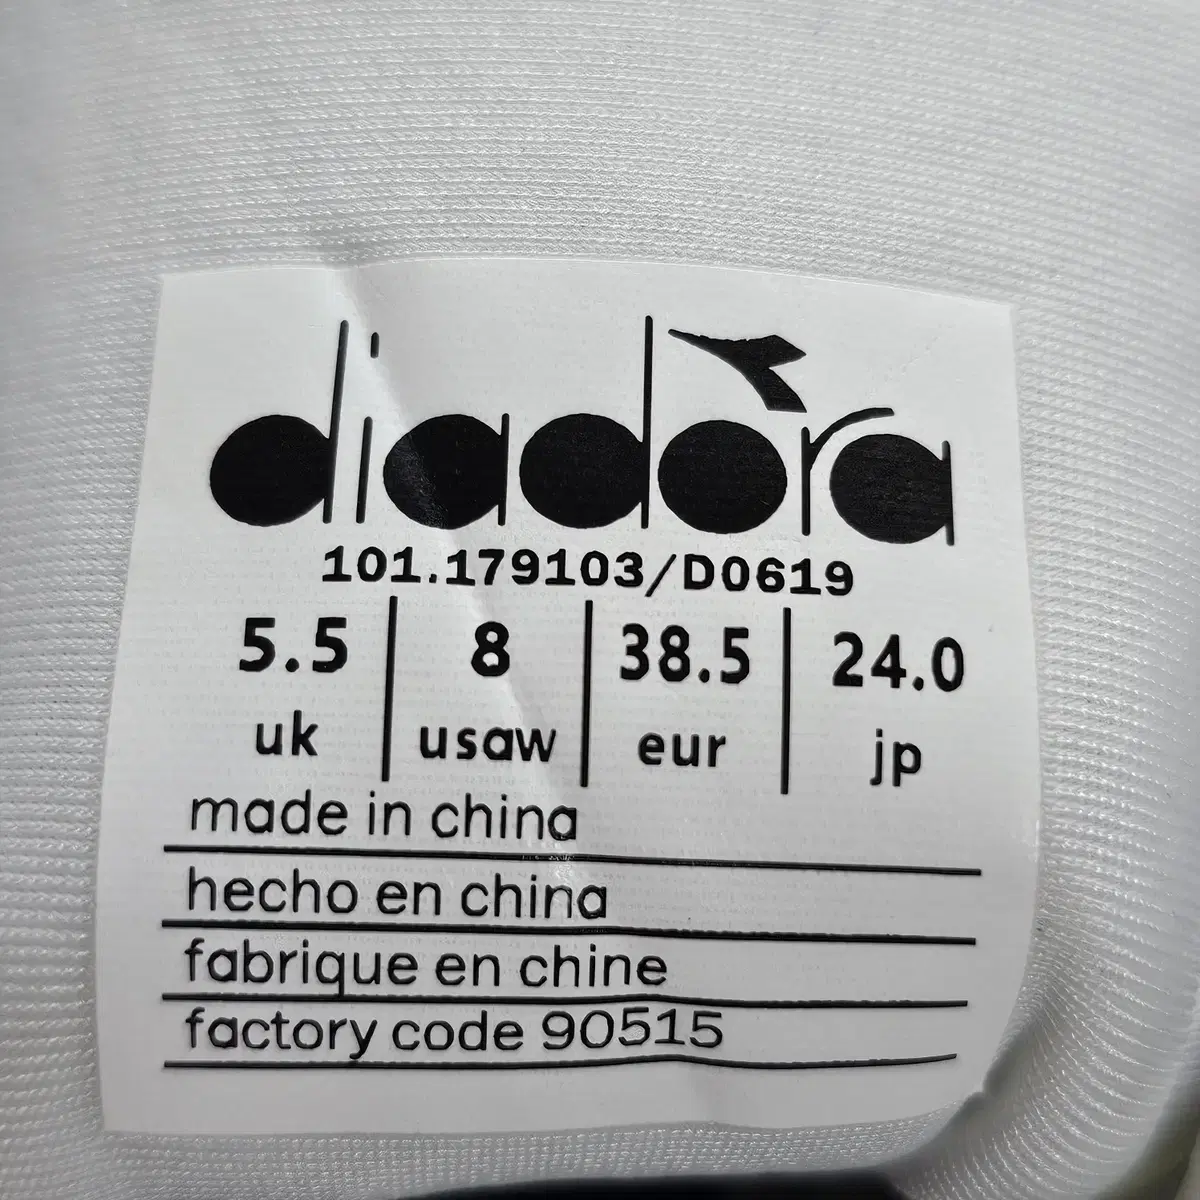 diadora
101.179103/D0619
5.5 | 8 | 38.5 | 24.0
uk | usaw | eur | jp
made in china
hecho en china
fabrique en chine
factory code 90515